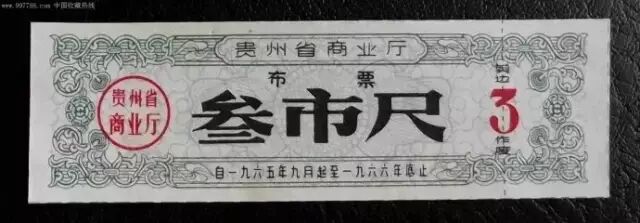 www.997788.com 中国收藏热线
贵州省商业厅
布票
叁市尺
贵州省
商业厅
剪边
3
作废
自一九六五年九月起至一九六六年底止